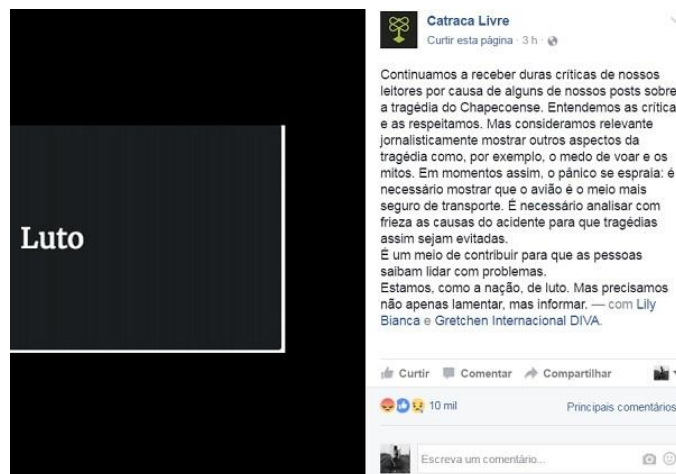 Luto
Catraca Livre
Curtir esta página · 3 h ·
Continuamos a receber duras críticas de nossos
leitores por causa de alguns de nossos posts sobre
a tragédia do Chapecoense. Entendemos as crítica
e as respeitamos. Mas consideramos relevante
jornalisticamente mostrar outros aspectos da
tragédia como, por exemplo, o medo de voar e os
mitos. Em momentos assim, o pânico se espraia: é
necessário mostrar que o avião é o meio mais
seguro de transporte. É necessário analisar com
frieza as causas do acidente para que tragédias
assim sejam evitadas.
É um meio de contribuir para que as pessoas
saibam lidar com problemas.
Estamos, como a nação, de luto. Mas precisamos
não apenas lamentar, mas informar. — com Lily
Bianca e Gretchen Internacional DIVA.
Curtir Comentar Compartilhar
10 mil Principais comentários
Escreva um comentário...